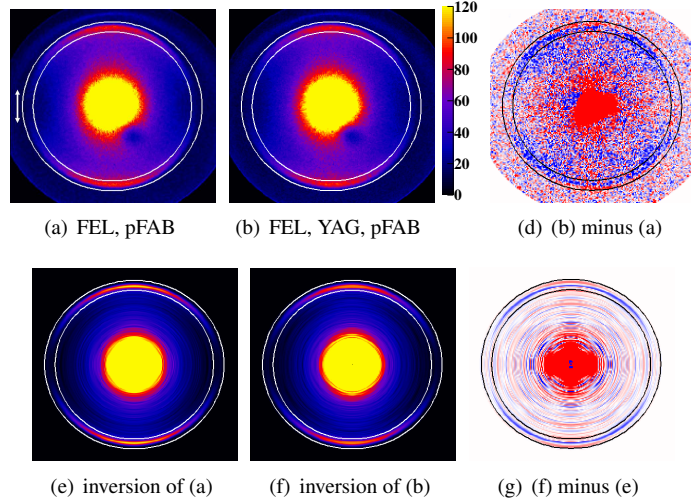 120
100
80
60
40
20
0
(a) FEL, pFAB
(b) FEL, YAG, pFAB
(d) (b) minus (a)
(e) inversion of (a)
(f) inversion of (b)
(g) (f) minus (e)